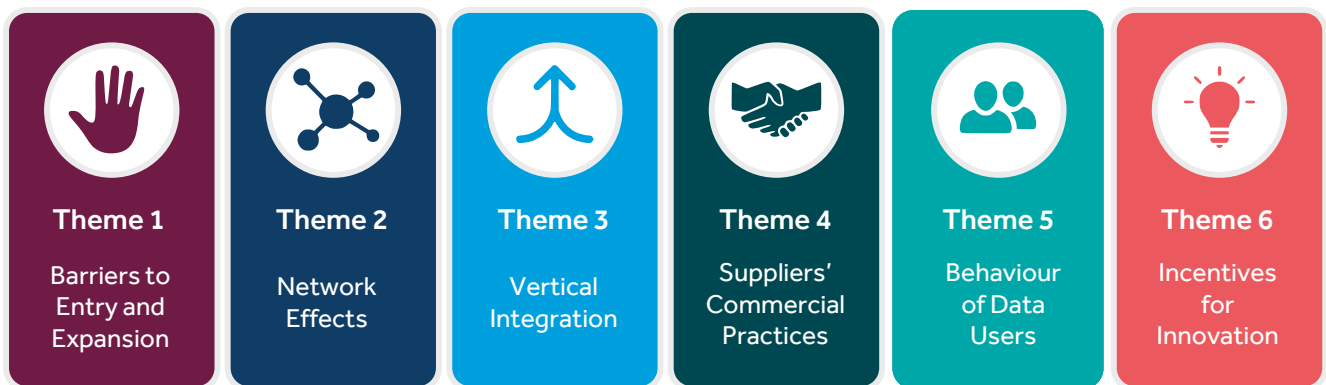 Theme 1
Barriers to
Entry and
Expansion
Theme 2
Network
Effects
Theme 3
Vertical
Integration
Theme 4
Suppliers’
Commercial
Practices
Theme 5
Behaviour
of Data
Users
Theme 6
Incentives
for
Innovation